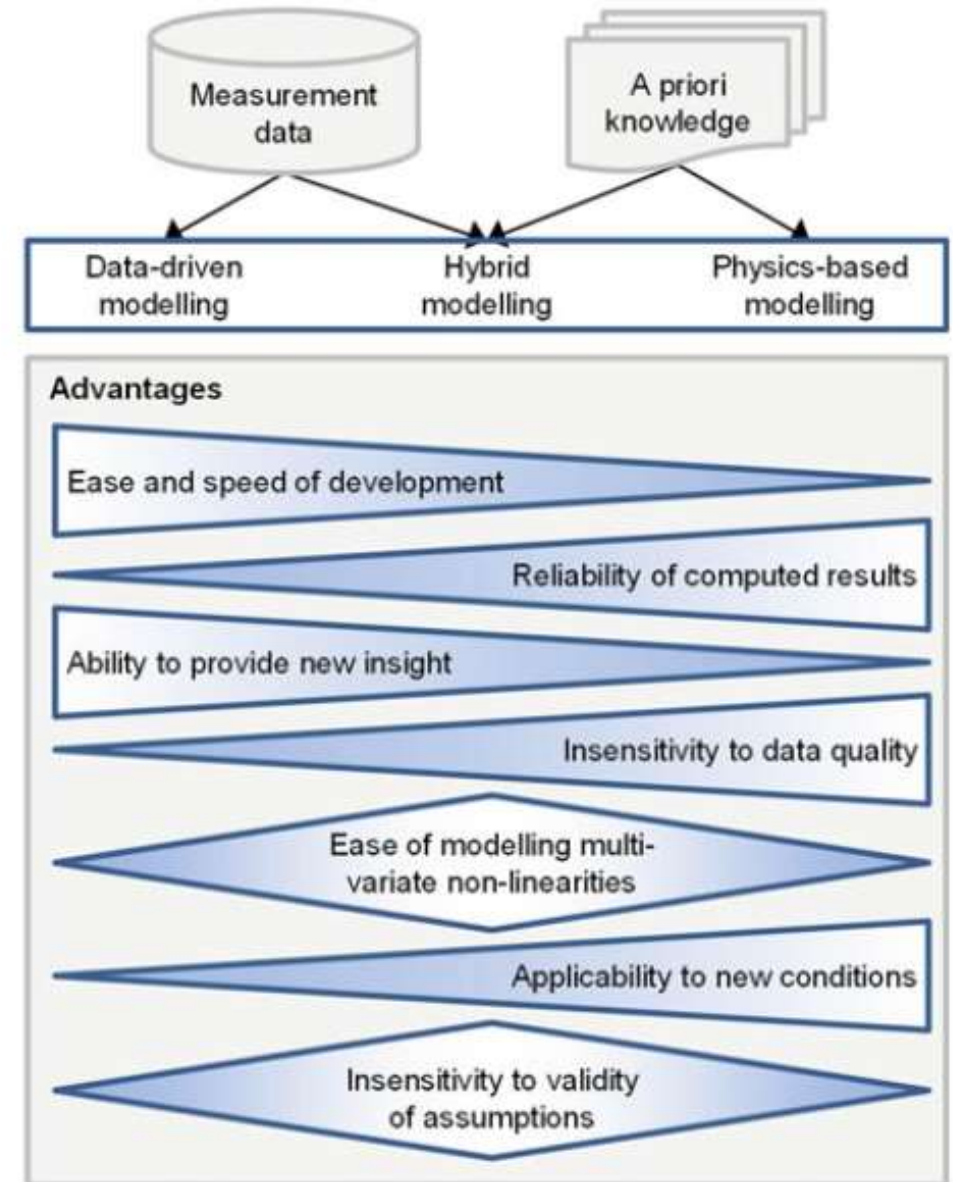 Measurement
data
A priori
knowledge
Data-driven
modelling
Hybrid
modelling
Physics-based
modelling
Advantages
Ease and speed of development
Reliability of computed results
Ability to provide new insight
Insensitivity to data quality
Ease of modelling multi-
variate non-linearities
Applicability to new conditions
Insensitivity to validity
of assumptions